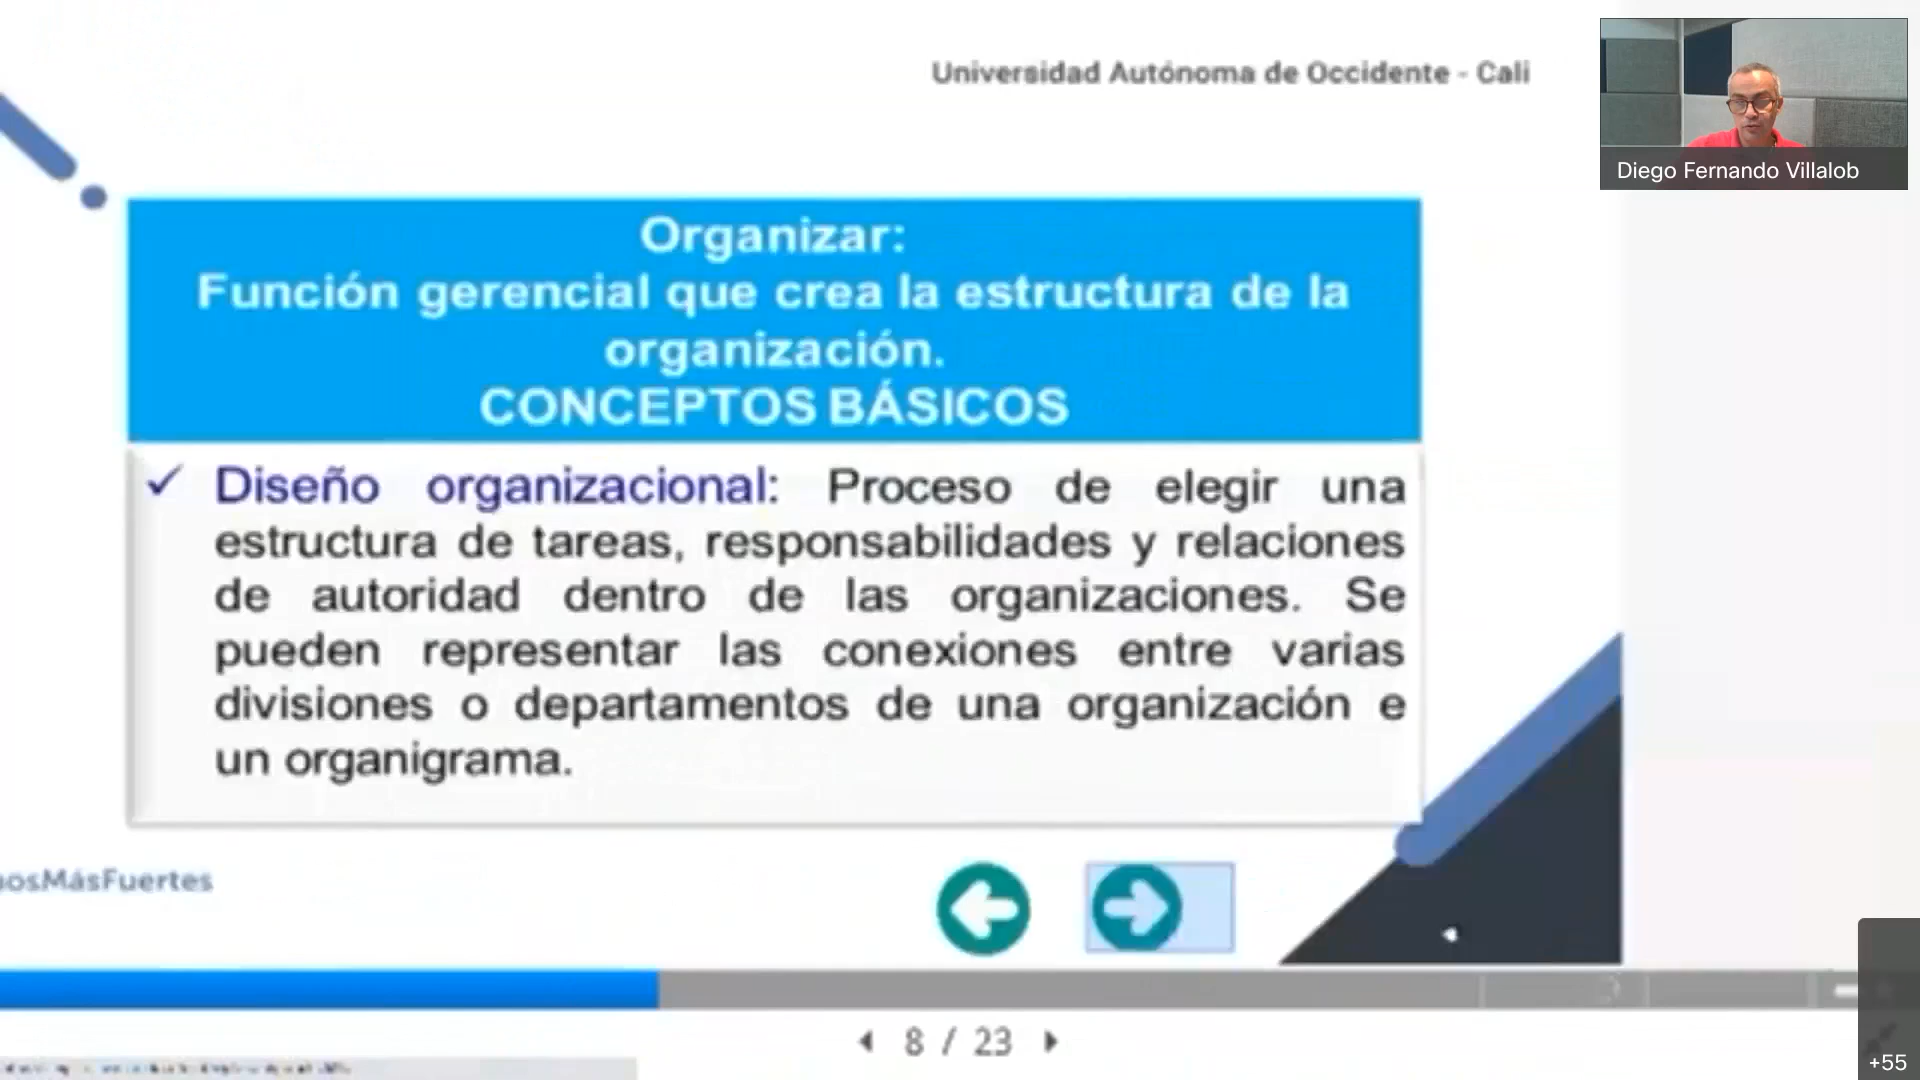 Universidad Autónoma de Occidente - Cali
Diego Fernando Villalob
Organizar:
Función gerencial que crea la estructura de la
organización.
CONCEPTOS BÁSICOS
✓ Diseño organizacional: Proceso de elegir una
estructura de tareas, responsabilidades y relaciones
de autoridad dentro de las organizaciones. Se
pueden representar las conexiones entre varias
divisiones o departamentos de una organización e
un organigrama.
osMásFuertes
8 / 23
+55